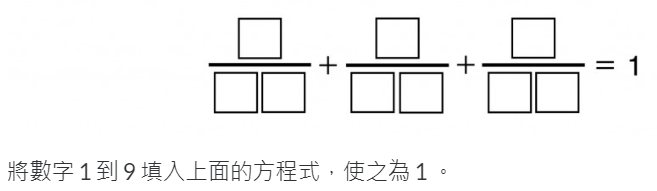 □/□□ + □/□□ + □/□□ = 1
將數字 1 到 9 填入上面的方程式，使之為 1 。